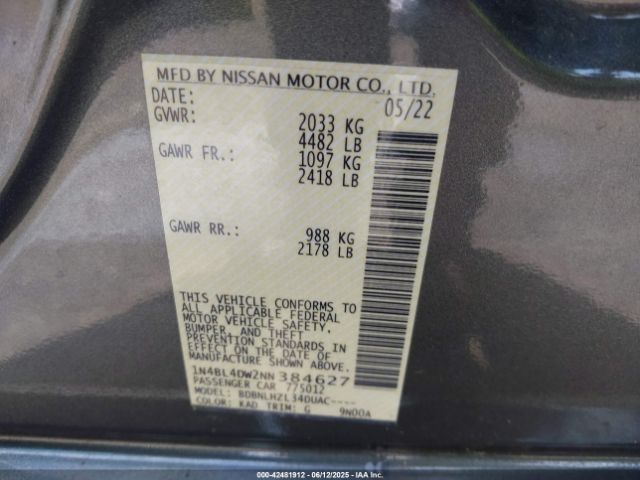 MFD BY NISSAN MOTOR CO., LTD.
DATE: 05/22
GVWR: 2033 KG
4482 LB
GAWR FR.: 1097 KG
2418 LB
GAWR RR.: 988 KG
2178 LB
THIS VEHICLE CONFORMS TO
ALL APPLICABLE FEDERAL
MOTOR VEHICLE SAFETY,
BUMPER, AND THEFT
PREVENTION STANDARDS IN
EFFECT ON THE DATE OF
MANUFACTURE SHOWN ABOVE.
1N4BL4DW2NN384627
PASSENGER CAR 775012
MODEL: BDBNLHZL34DUAC----
COLOR: KAD TRIM: G 9N00A
000-42481912 - 06/12/2025 - IAA Inc.